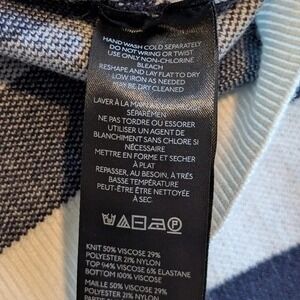 HAND WASH COLD SEPARATELY
DO NOT WRING OR TWIST
USE ONLY NON-CHLORINE
BLEACH
RESHAPE AND LAY FLAT TO DRY
LOW IRON AS NEEDED
MAY BE DRY CLEANED
LAVER À LA MAIN À FROID
SÉPARÉMEN
NE PAS TORDRE OU ESSORER
UTILISER UN AGENT DE
BLANCHIMENT SANS CHLORE SI
NÉCESSAIRE
METTRE EN FORME ET SECHER
À PLAT
REPASSER, AU BESOIN, À TRÈS
BASSE TEMPÉRATURE
PEUT-ÊTRE ÊTRE NETTOYÉE
À SEC
P
KNIT 50% VISCOSE 29%
POLYESTER 21% NYLON
TOP 94% VISCOSE 6% ELASTANE
BOTTOM 100% VISCOSE
MAILLE 50% VISCOSE 29%
POLYESTER 21% NYLON